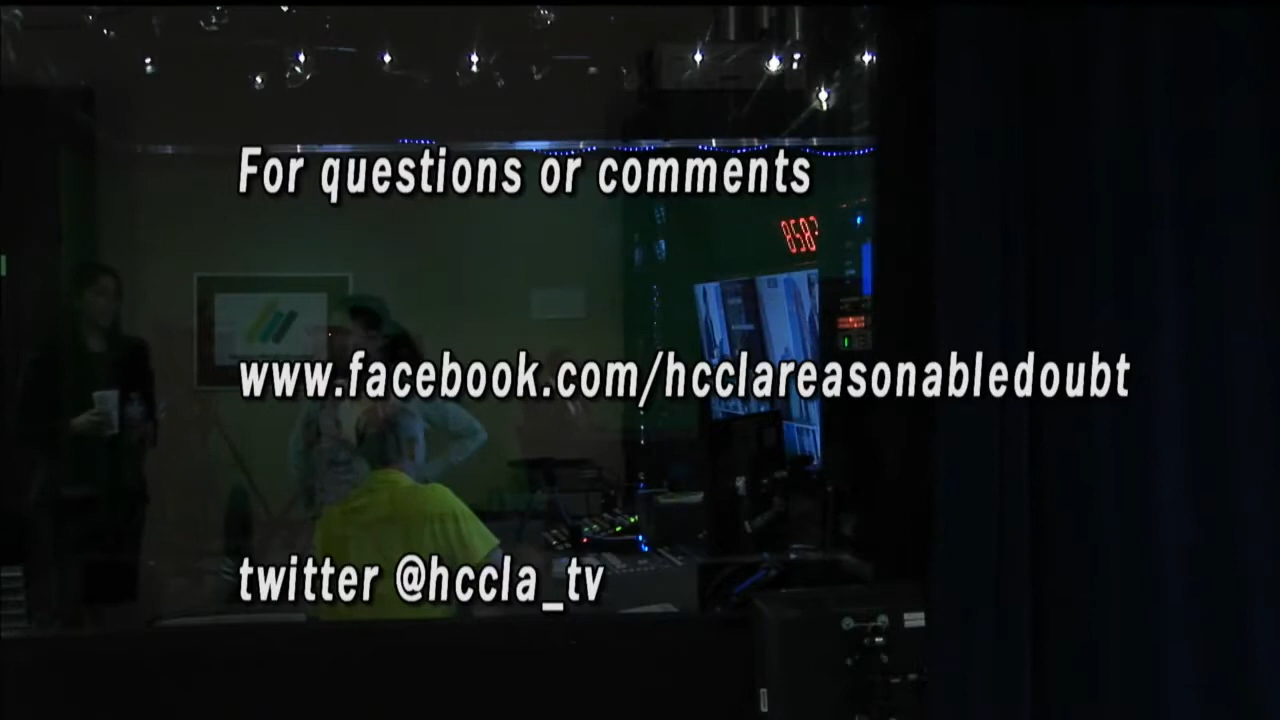 For questions or comments
www.facebook.com/hcclareasonabledoubt
twitter @hccla_tv